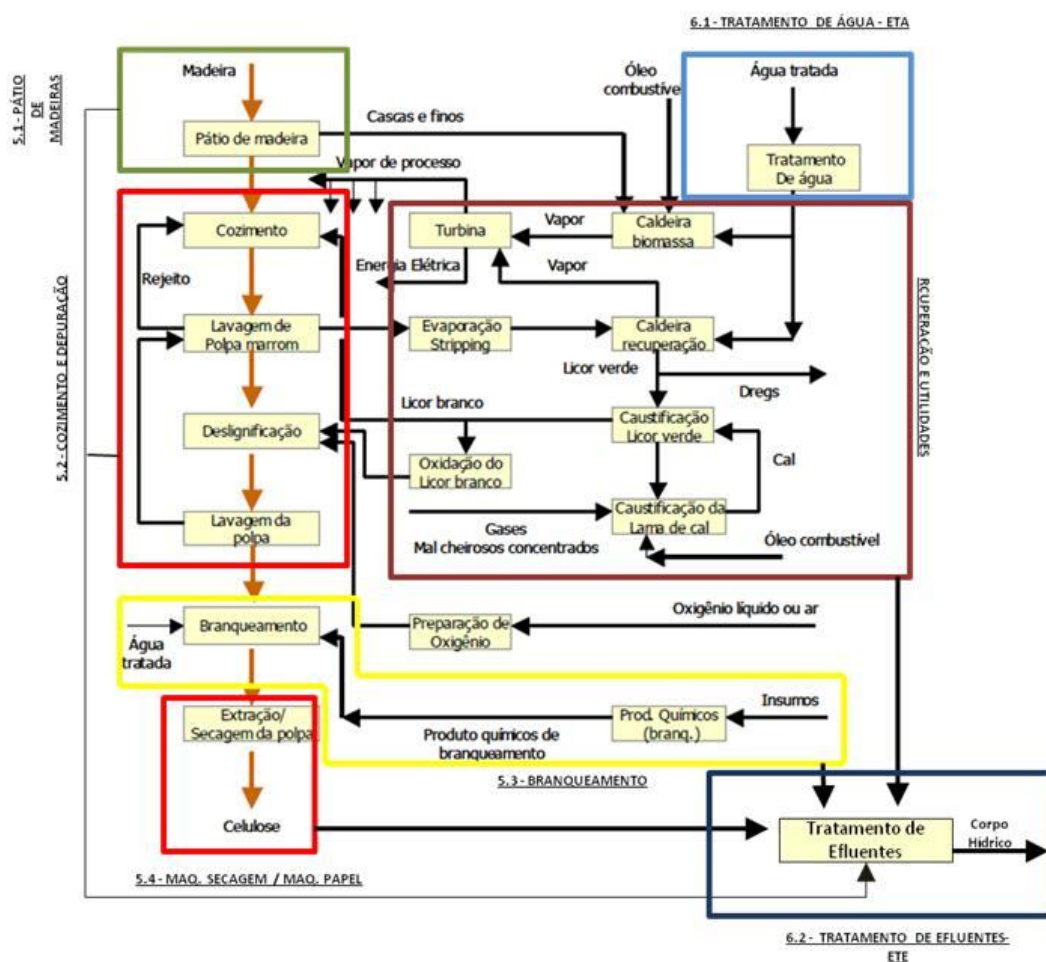 6.1- TRATAMENTO DE ÁGUA - ETA
5.1- PÁTIO
DE
MADEIRAS
Madeira
Pátio de madeira
Cascas e finos
Óleo
combustíve
Água tratada
Tratamento
De água
Vapor de processo
5.2- COZIMENTO E DEPURAÇÃO
Cozimento
Turbina
Vapor
Caldeira
biomassa
Energia Elétrica
Vapor
Rejeito
Lavagem de
Polpa marrom
Evaporação
Stripping
Caldeira
recuperação
RCUPERAÇÃO E UTILIDADES
Licor verde
Dregs
Licor branco
Deslignificação
Caustificação
Licor verde
Oxidação do
Licor branco
Cal
Lavagem da
polpa
Caustificação da
Lama de cal
Gases
Mal cheirosos concentrados
Óleo combustível
Branqueamento
Água
tratada
Preparação de
Oxigênio
Oxigênio líquido ou ar
Extração/
Secagem da polpa
Insumos
Prod. Químicos
(branq.)
Produto químicos de
branqueamento
5.3- BRANQUEAMENTO
Celulose
Tratamento de
Efluentes
Corpo
Hídrico
5.4- MAQ. SECAGEM / MAQ. PAPEL
6.2- TRATAMENTO DE EFLUENTES-
ETE